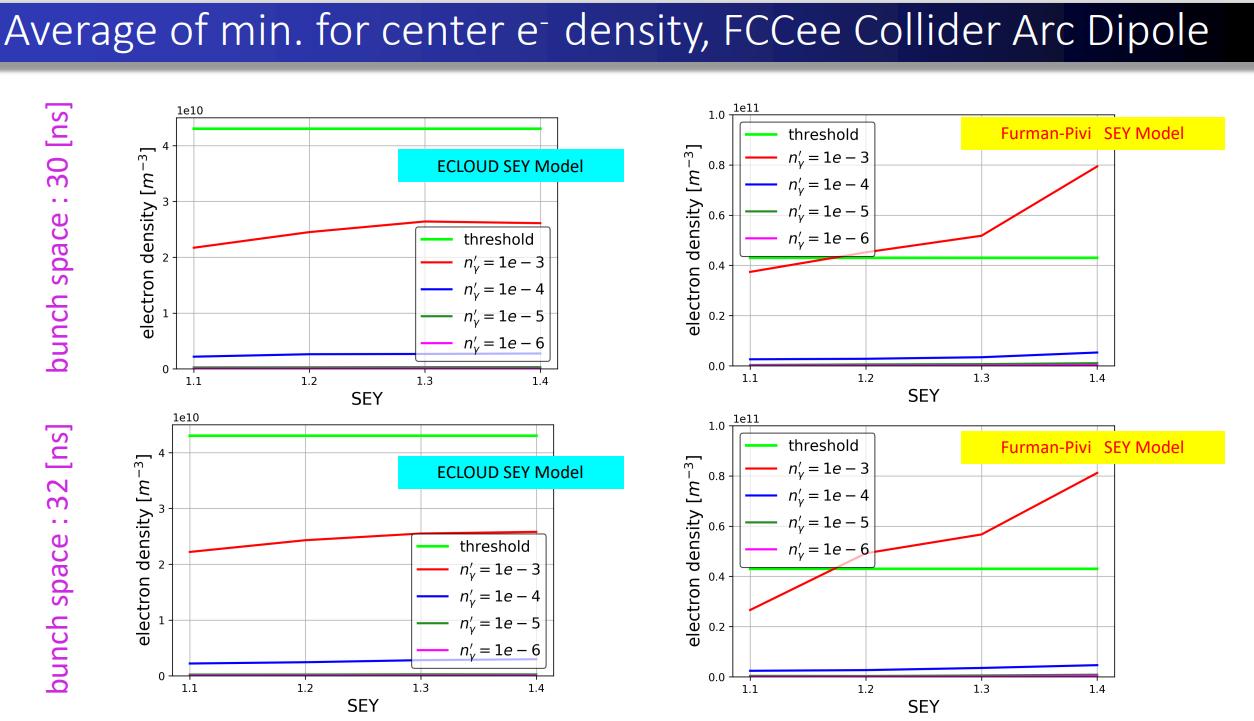 Average of min. for center e⁻ density, FCCee Collider Arc Dipole
bunch space : 30 [ns]
1e10
electron density [m⁻³]
4
3
2
1
0
1.1
1.2
1.3
1.4
SEY
ECLOUD SEY Model
threshold
n′γ = 1e − 3
n′γ = 1e − 4
n′γ = 1e − 5
n′γ = 1e − 6
1e11
electron density [m⁻³]
1.0
0.8
0.6
0.4
0.2
0.0
1.1
1.2
1.3
1.4
SEY
Furman-Pivi SEY Model
threshold
n′γ = 1e − 3
n′γ = 1e − 4
n′γ = 1e − 5
n′γ = 1e − 6
bunch space : 32 [ns]
1e10
electron density [m⁻³]
4
3
2
1
0
1.1
1.2
1.3
1.4
SEY
ECLOUD SEY Model
threshold
n′γ = 1e − 3
n′γ = 1e − 4
n′γ = 1e − 5
n′γ = 1e − 6
1e11
electron density [m⁻³]
1.0
0.8
0.6
0.4
0.2
0.0
1.1
1.2
1.3
1.4
SEY
Furman-Pivi SEY Model
threshold
n′γ = 1e − 3
n′γ = 1e − 4
n′γ = 1e − 5
n′γ = 1e − 6